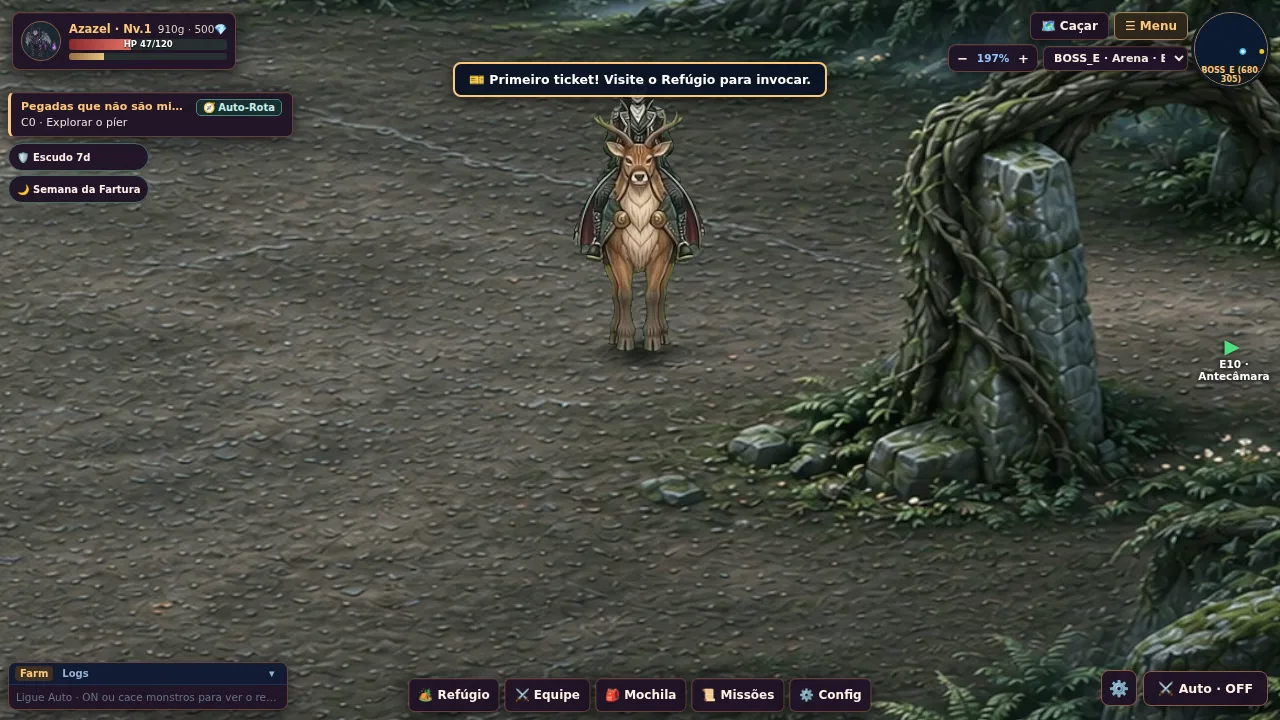 Azazel · Nv.1 910g · 500💎
HP 47/120
🎫 Primeiro ticket! Visite o Refúgio para invocar.
🗺️ Caçar
☰ Menu
− 197% +
BOSS_E · Arena · E
BOSS_E (680,
305)
Pegadas que não são mi…
🧭 Auto-Rota
C0 · Explorar o píer
🛡️ Escudo 7d
🌙 Semana da Fartura
E10 ·
Antecâmara
Farm Logs ▾
Ligue Auto · ON ou cace monstros para ver o re…
🏕️ Refúgio
⚔️ Equipe
🎒 Mochila
📜 Missões
⚙️ Config
⚔️ Auto · OFF